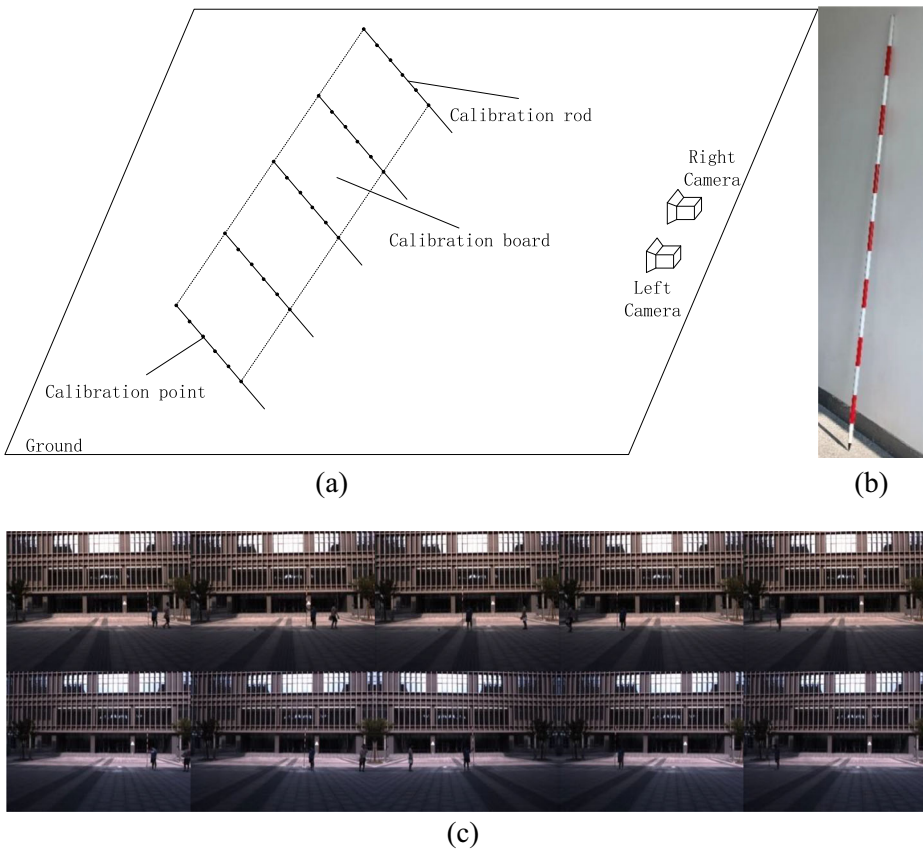 Calibration rod
Right
Camera
Calibration board
Left
Camera
Calibration point
Ground
(a)
(b)
(c)